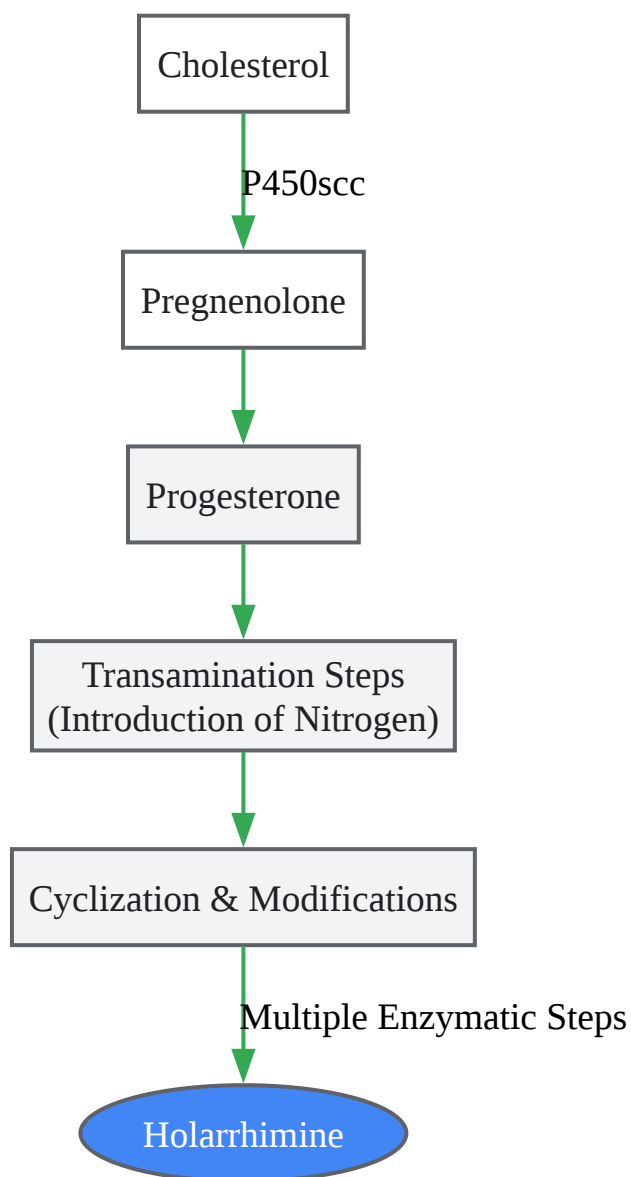 Cholesterol
P450scc
Pregnenolone
Progesterone
Transamination Steps
(Introduction of Nitrogen)
Cyclization & Modifications
Multiple Enzymatic Steps
Holarrhimine